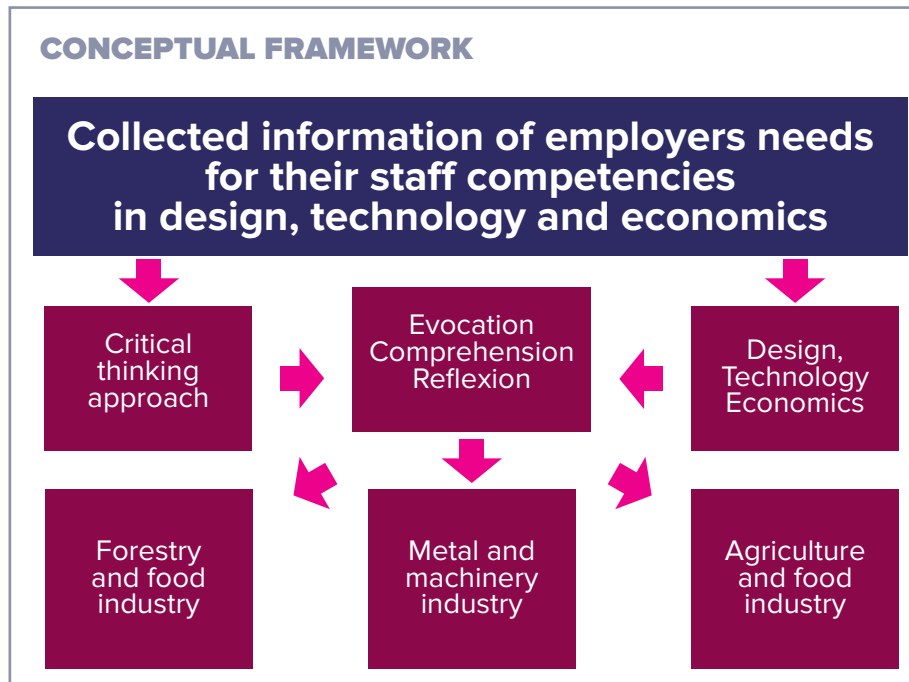 CONCEPTUAL FRAMEWORK
Collected information of employers needs
for their staff competencies
in design, technology and economics
Critical
thinking
approach
Evocation
Comprehension
Reflexion
Design,
Technology
Economics
Forestry
and food
industry
Metal and
machinery
industry
Agriculture
and food
industry